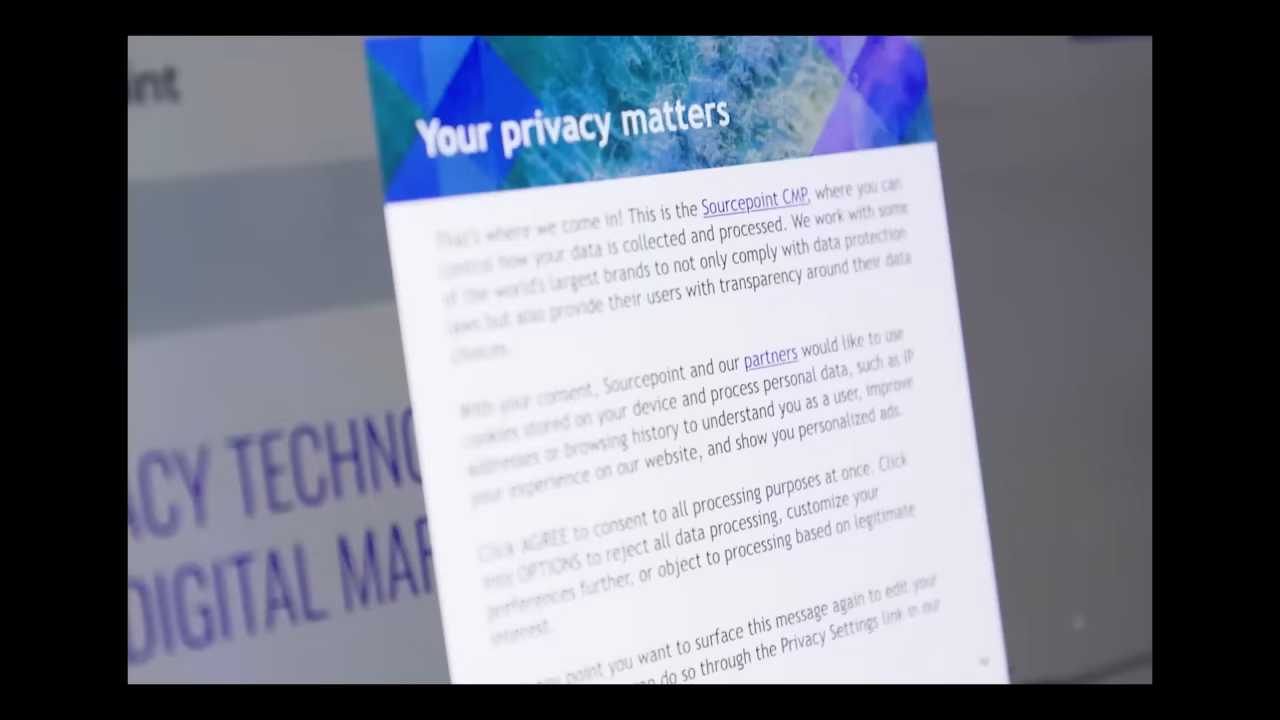 int
Your privacy matters
That's where we come in! This is the Sourcepoint CMP, where you can
control how your data is collected and processed. We work with some
of the world's largest brands to not only comply with data protection
laws but also provide their users with transparency around their data
choices.
With your consent, Sourcepoint and our partners would like to use
cookies stored on your device and process personal data, such as IP
addresses or browsing history to understand you as a user, improve
your experience on our website, and show you personalized ads.
ACY TECHNO
DIGITAL MAR
Click AGREE to consent to all processing purposes at once. Click
into OPTIONS to reject all data processing, customize your
preferences further, or object to processing based on legitimate
interest.
point you want to surface this message again to edit your
do so through the Privacy Settings link in our